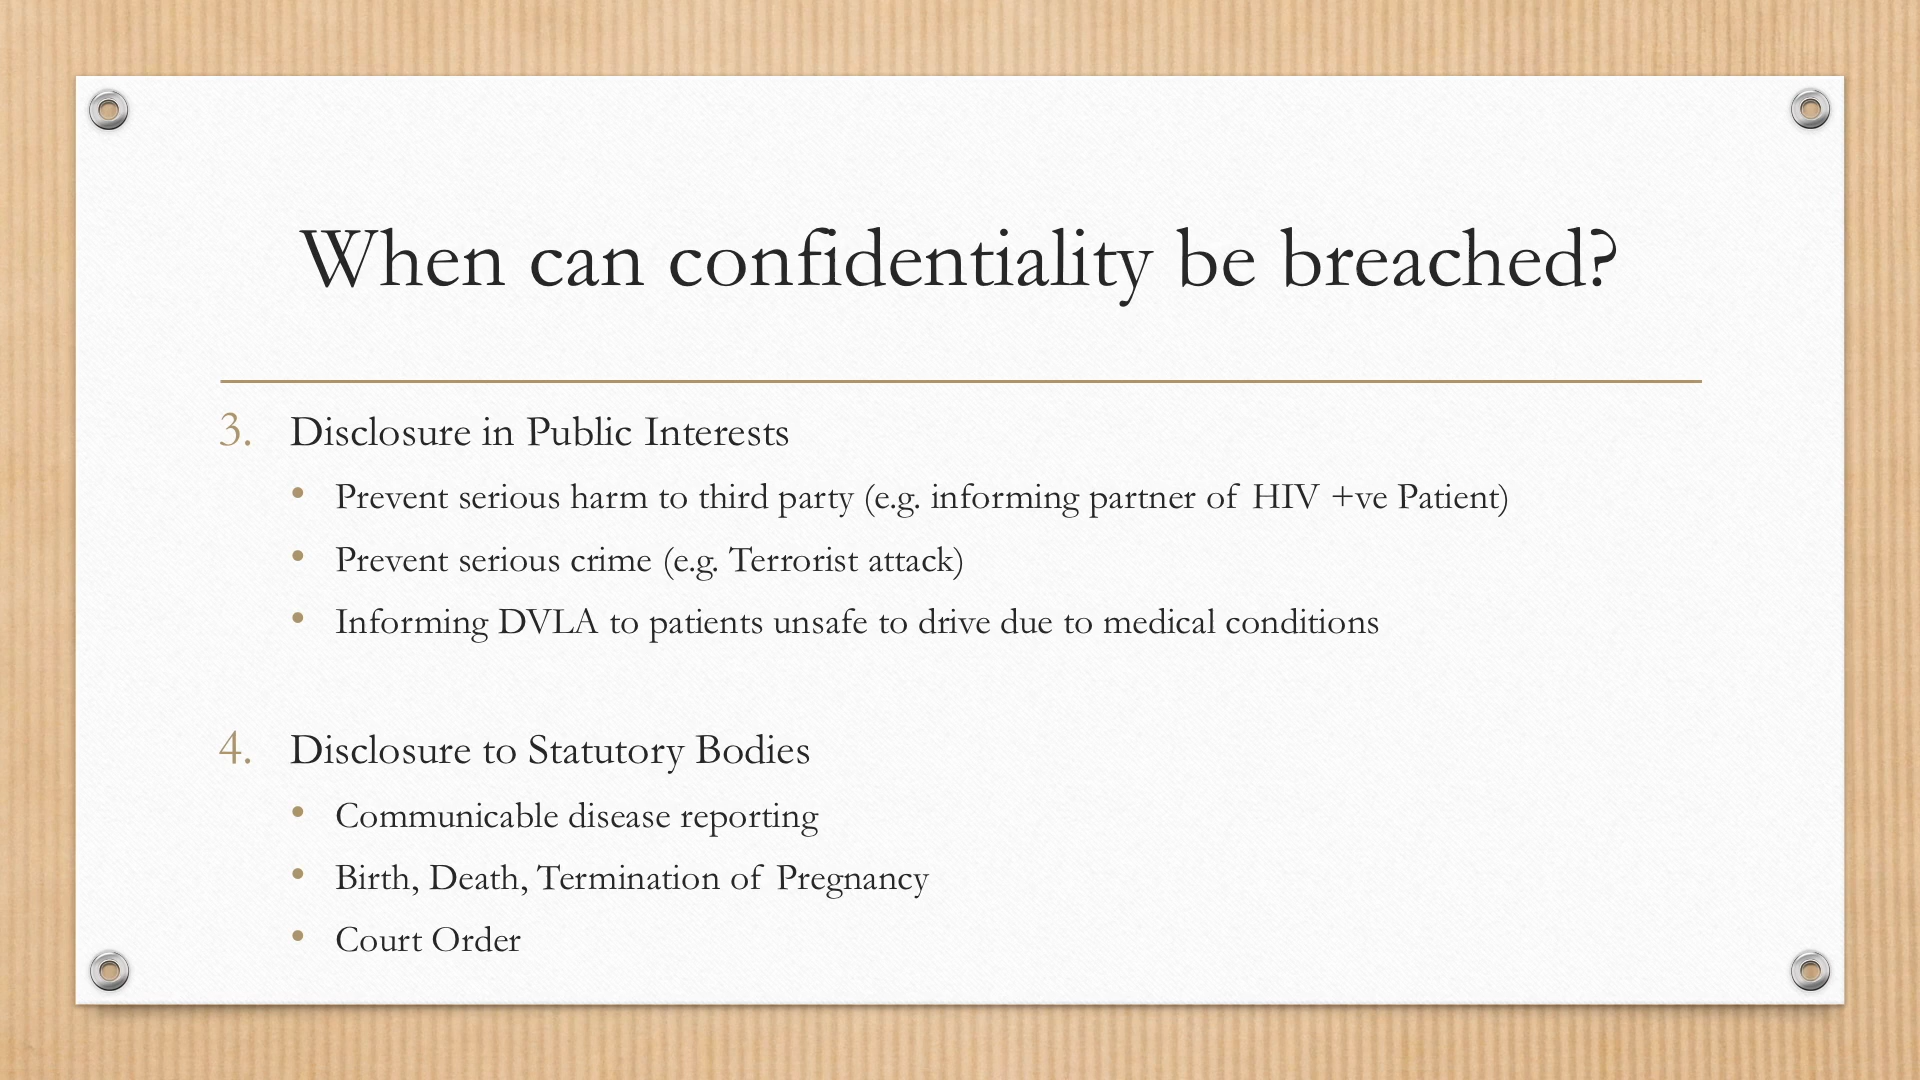 When can confidentiality be breached?
3. Disclosure in Public Interests
• Prevent serious harm to third party (e.g. informing partner of HIV +ve Patient)
• Prevent serious crime (e.g. Terrorist attack)
• Informing DVLA to patients unsafe to drive due to medical conditions
4. Disclosure to Statutory Bodies
• Communicable disease reporting
• Birth, Death, Termination of Pregnancy
• Court Order